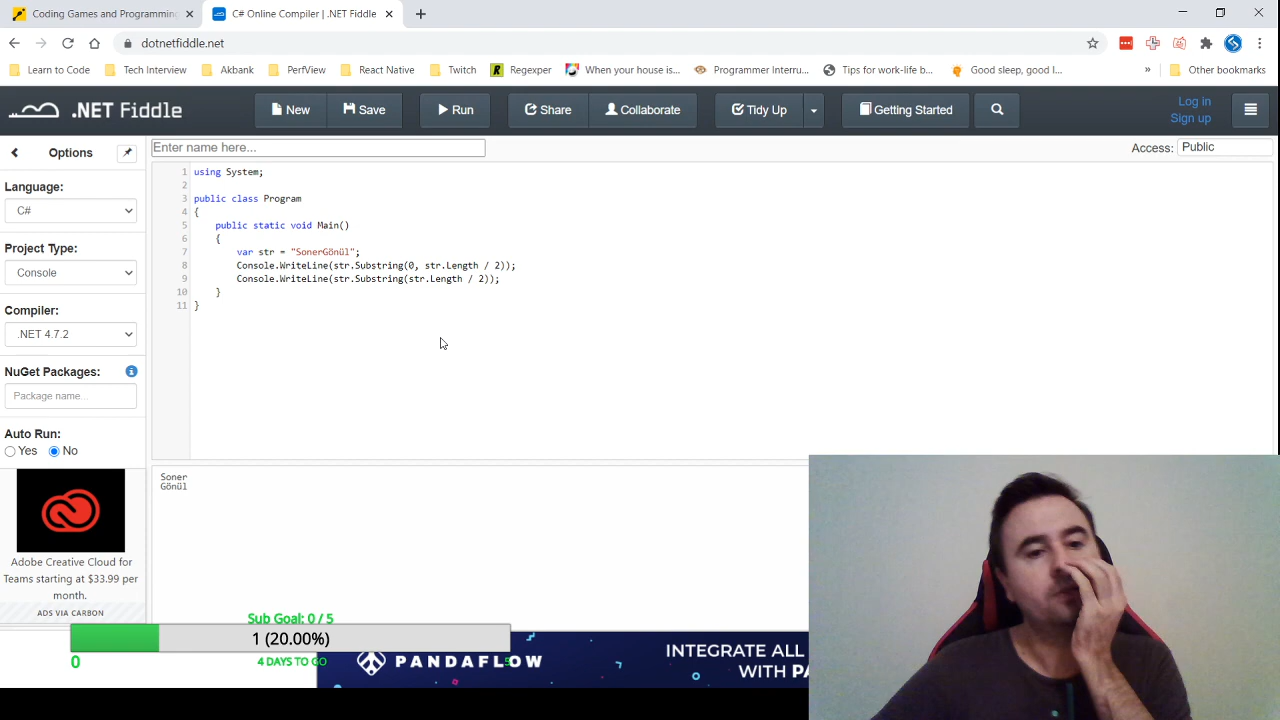 Coding Games and Programming
C# Online Compiler | .NET Fiddle
dotnetfiddle.net
Learn to Code
Tech Interview
Akbank
PerfView
React Native
Twitch
Regexper
When your house is...
Programmer Interru...
Tips for work-life b...
Good sleep, good l...
»
Other bookmarks
.NET Fiddle
New
Save
Run
Share
Collaborate
Tidy Up
Getting Started
Log in
Sign up
Options
Enter name here...
Access:
Public
Language:
C#
Project Type:
Console
Compiler:
.NET 4.7.2
NuGet Packages:
Package name...
Auto Run:
Yes
No
1 using System;
2
3 public class Program
4 {
5 public static void Main()
6 {
7 var str = "SonerGönül";
8 Console.WriteLine(str.Substring(0, str.Length / 2));
9 Console.WriteLine(str.Substring(str.Length / 2));
10 }
11 }
Soner
Gönül
Adobe Creative Cloud for
Teams starting at $33.99 per
month.
ADS VIA CARBON
Sub Goal: 0 / 5
1 (20.00%)
0
4 DAYS TO GO
5
PANDAFLOW
INTEGRATE ALL
WITH